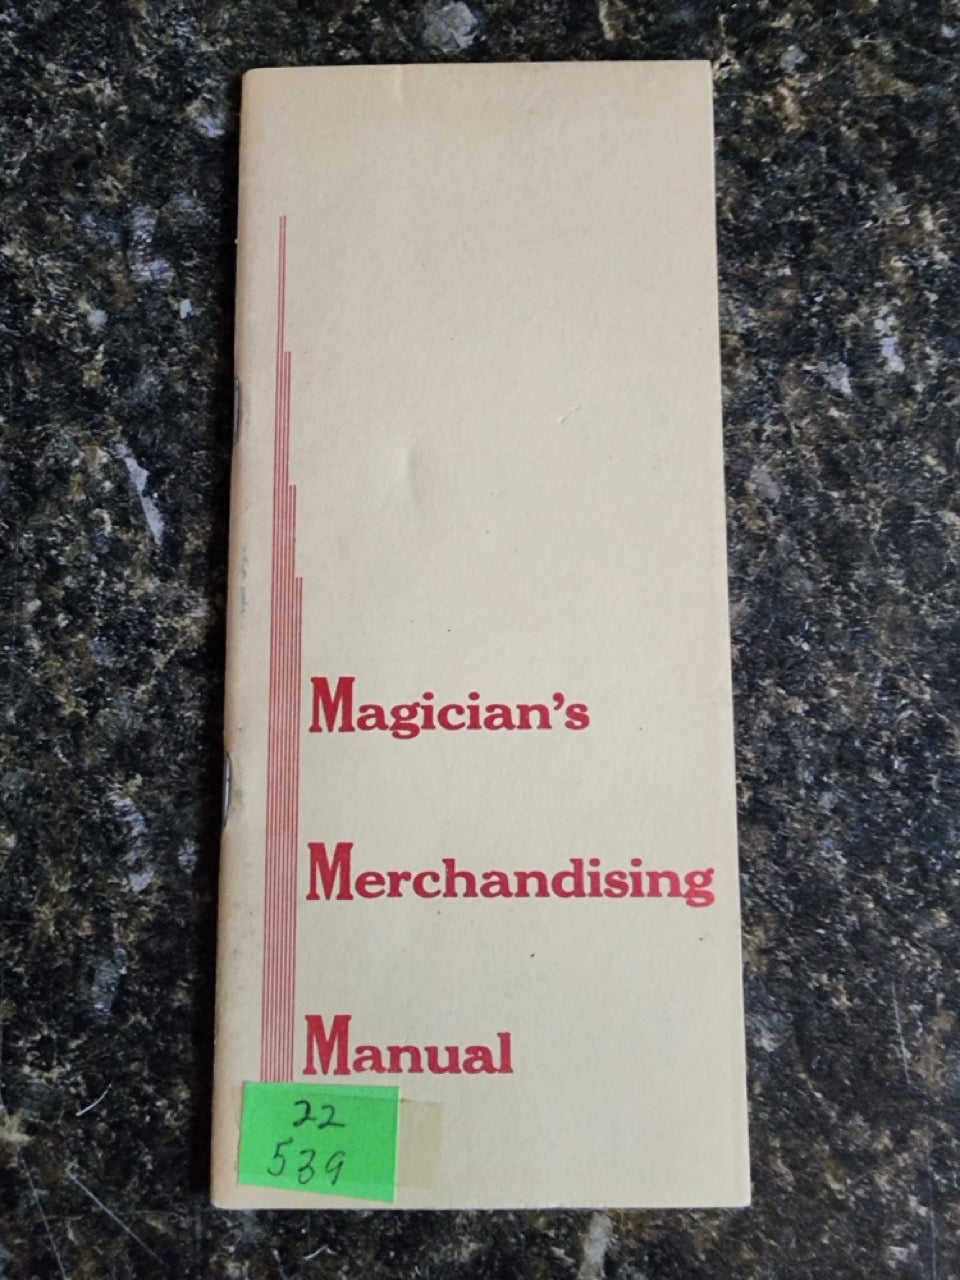 Magician's
Merchandising
Manual
22
539